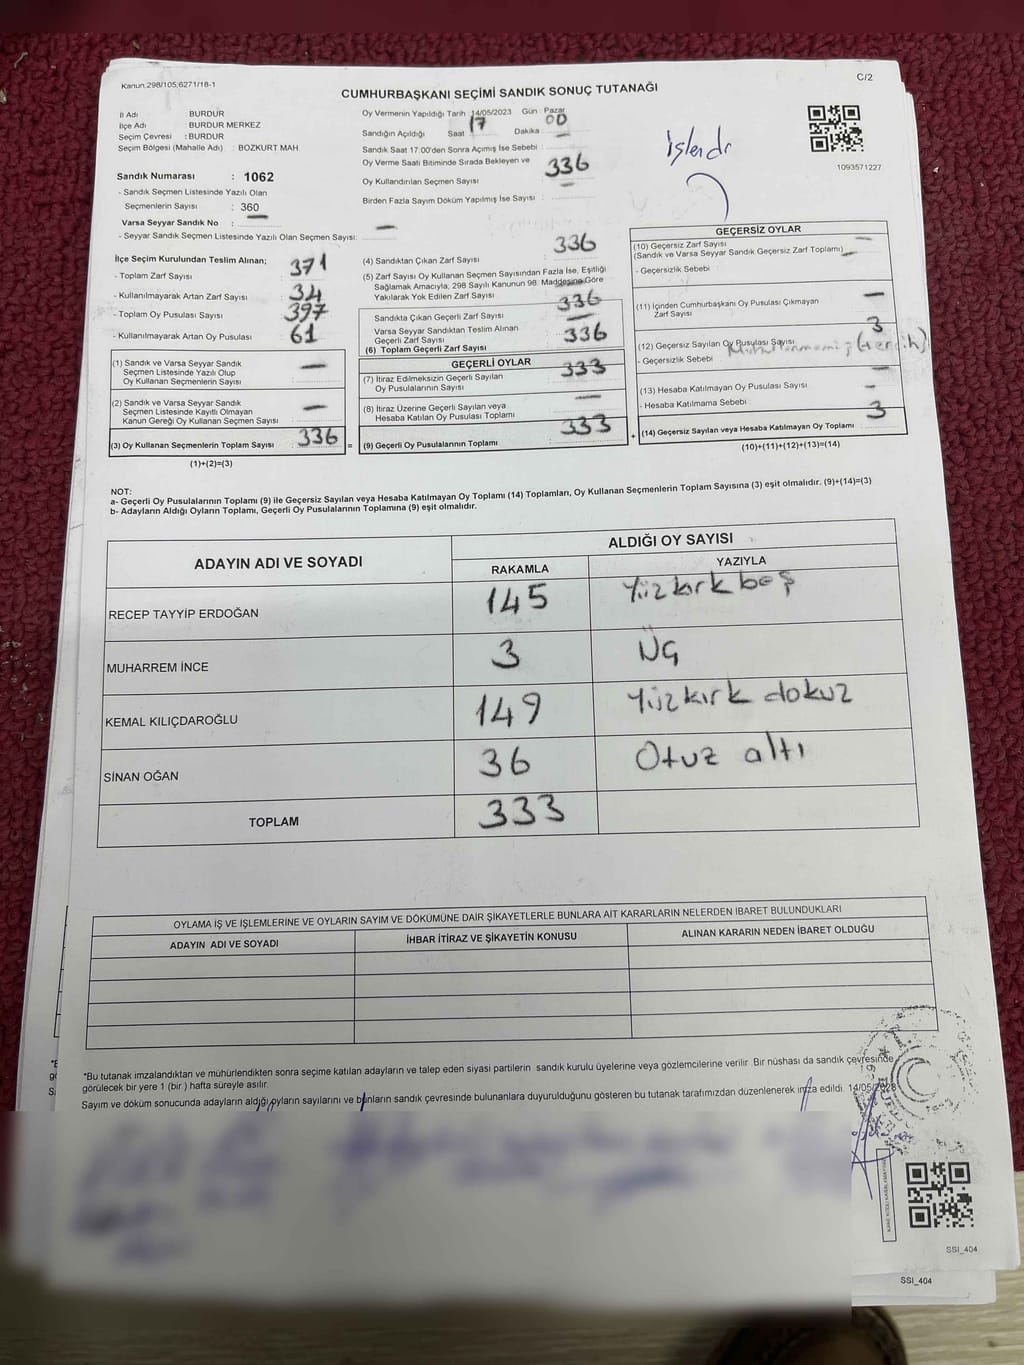 Kanun.298/105;6271/18-1
C/2
CUMHURBAŞKANI SEÇİMİ SANDIK SONUÇ TUTANAĞI
İl Adı BURDUR
İlçe Adı BURDUR MERKEZ
Seçim Çevresi : BURDUR
Seçim Bölgesi (Mahalle Adı) : BOZKURT MAH
Sandık Numarası : 1062
- Sandık Seçmen Listesinde Yazılı Olan
Seçmenlerin Sayısı : 360
Varsa Seyyar Sandık No : —
- Seyyar Sandık Seçmen Listesinde Yazılı Olan Seçmen Sayısı: —
Oy Vermenin Yapıldığı Tarih 14/05/2023 Gün : Pazar
Sandığın Açıldığı Saat 17 Dakika : 00
Sandık Saat 17:00'den Sonra Açımış İse Sebebi : —
Oy Verme Saati Bitiminde Sırada Bekleyen ve
Oy Kullandırılan Seçmen Sayısı 336
Birden Fazla Sayım Döküm Yapılmış İse Sayısı : —
İşlendi
1093571227
İlçe Seçim Kurulundan Teslim Alınan;
- Toplam Zarf Sayısı 371
- Kullanılmayarak Artan Zarf Sayısı : 34
- Toplam Oy Pusulası Sayısı : 397
- Kullanılmayarak Artan Oy Pusulası : 61
(1) Sandık ve Varsa Seyyar Sandık
Seçmen Listesinde Yazılı Olup
Oy Kullanan Seçmenlerin Sayısı —
(2) Sandık ve Varsa Seyyar Sandık
Seçmen Listesinde Kayıtlı Olmayan
Kanun Gereği Oy Kullanan Seçmen Sayısı —
(3) Oy Kullanan Seçmenlerin Toplam Sayısı : 336 =
(1)+(2)=(3)
(4) Sandıktan Çıkan Zarf Sayısı : 336
(5) Zarf Sayısı Oy Kullanan Seçmen Sayısından Fazla İse, Eşitliği
Sağlamak Amacıyla, 298 Sayılı Kanunun 98. Maddesine Göre
Yakılarak Yok Edilen Zarf Sayısı : —
Sandıkta Çıkan Geçerli Zarf Sayısı : 336
Varsa Seyyar Sandıktan Teslim Alınan
Geçerli Zarf Sayısı : —
(6) Toplam Geçerli Zarf Sayısı : 336
GEÇERLİ OYLAR
(7) İtiraz Edilmeksizin Geçerli Sayılan
Oy Pusulalarının Sayısı : 333
(8) İtiraz Üzerine Geçerli Sayılan veya
Hesaba Katılan Oy Pusulası Toplamı —
(9) Geçerli Oy Pusulalarının Toplamı : 333
GEÇERSİZ OYLAR
(10) Geçersiz Zarf Sayısı —
(Sandık ve Varsa Seyyar Sandık Geçersiz Zarf Toplamı) —
- Geçersizlik Sebebi :
(11) İçinden Cumhurbaşkanı Oy Pusulası Çıkmayan
Zarf Sayısı —
(12) Geçersiz Sayılan Oy Pusulası Sayısı : 3
- Geçersizlik Sebebi :
(13) Hesaba Katılmayan Oy Pusulası Sayısı : —
- Hesaba Katılmama Sebebi : —
+ (14) Geçersiz Sayılan veya Hesaba Katılmayan Oy Toplamı : 3
(10)+(11)+(12)+(13)=(14)
NOT:
a- Geçerli Oy Pusulalarının Toplamı (9) ile Geçersiz Sayılan veya Hesaba Katılmayan Oy Toplamı (14) Toplamları, Oy Kullanan Seçmenlerin Toplam Sayısına (3) eşit olmalıdır. (9)+(14)=(3)
b- Adayların Aldığı Oyların Toplamı, Geçerli Oy Pusulalarının Toplamına (9) eşit olmalıdır.
ADAYIN ADI VE SOYADI ALDIĞI OY SAYISI
RAKAMLA YAZIYLA
RECEP TAYYİP ERDOĞAN 145 Yüzkırk beş
MUHARREM İNCE 3 Üç
KEMAL KILIÇDAROĞLU 149 Yüzkırk dokuz
SİNAN OĞAN 36 Otuz altı
TOPLAM 333
OYLAMA İŞ VE İŞLEMLERİNE VE OYLARIN SAYIM VE DÖKÜMÜNE DAİR ŞİKAYETLERLE BUNLARA AİT KARARLARIN NELERDEN İBARET BULUNDUKLARI
ADAYIN ADI VE SOYADI İHBAR İTİRAZ VE ŞİKAYETİN KONUSU ALINAN KARARIN NEDEN İBARET OLDUĞU
*Bu tutanak imzalandıktan ve mühürlendikten sonra seçime katılan adayların ve talep eden siyasi partilerin sandık kurulu üyelerine veya gözlemcilerine verilir. Bir nüshası da sandık çevresinde
görülecek bir yere 1 (bir ) hafta süreyle asılır.
Sayım ve döküm sonucunda adayların aldığı oyların sayılarını ve bunların sandık çevresinde bulunanlara duyurulduğunu gösteren bu tutanak tarafımızdan düzenlenerek imza edildi. 14/05/2023
SSI_404
SSI_404